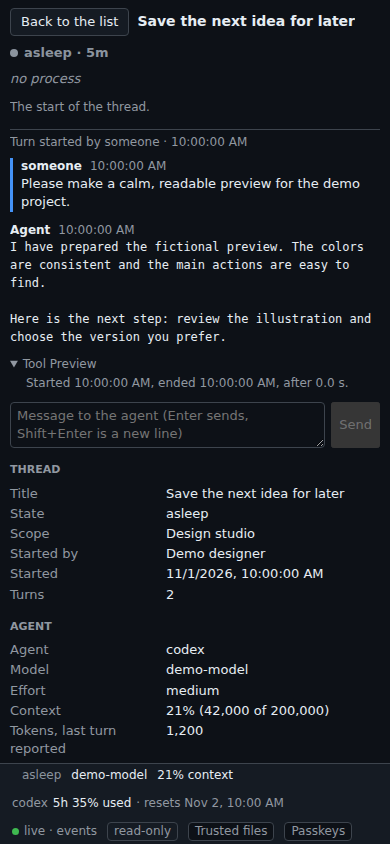 Back to the list Save the next idea for later
asleep · 5m
no process
The start of the thread.
Turn started by someone · 10:00:00 AM
someone 10:00:00 AM
Please make a calm, readable preview for the demo
project.
Agent 10:00:00 AM
I have prepared the fictional preview. The colors
are consistent and the main actions are easy to
find.
Here is the next step: review the illustration and
choose the version you prefer.
▼ Tool Preview
Started 10:00:00 AM, ended 10:00:00 AM, after 0.0 s.
Message to the agent (Enter sends,
Shift+Enter is a new line)
Send
THREAD
Title Save the next idea for later
State asleep
Scope Design studio
Started by Demo designer
Started 11/1/2026, 10:00:00 AM
Turns 2
AGENT
Agent codex
Model demo-model
Effort medium
Context 21% (42,000 of 200,000)
Tokens, last turn 1,200
reported
asleep demo-model 21% context
codex 5h 35% used · resets Nov 2, 10:00 AM
live · events read-only Trusted files Passkeys